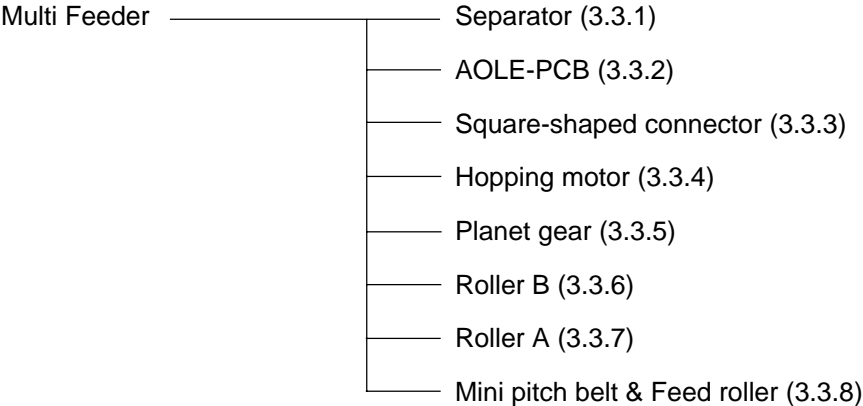 Multi Feeder Separator (3.3.1)
AOLE-PCB (3.3.2)
Square-shaped connector (3.3.3)
Hopping motor (3.3.4)
Planet gear (3.3.5)
Roller B (3.3.6)
Roller A (3.3.7)
Mini pitch belt & Feed roller (3.3.8)